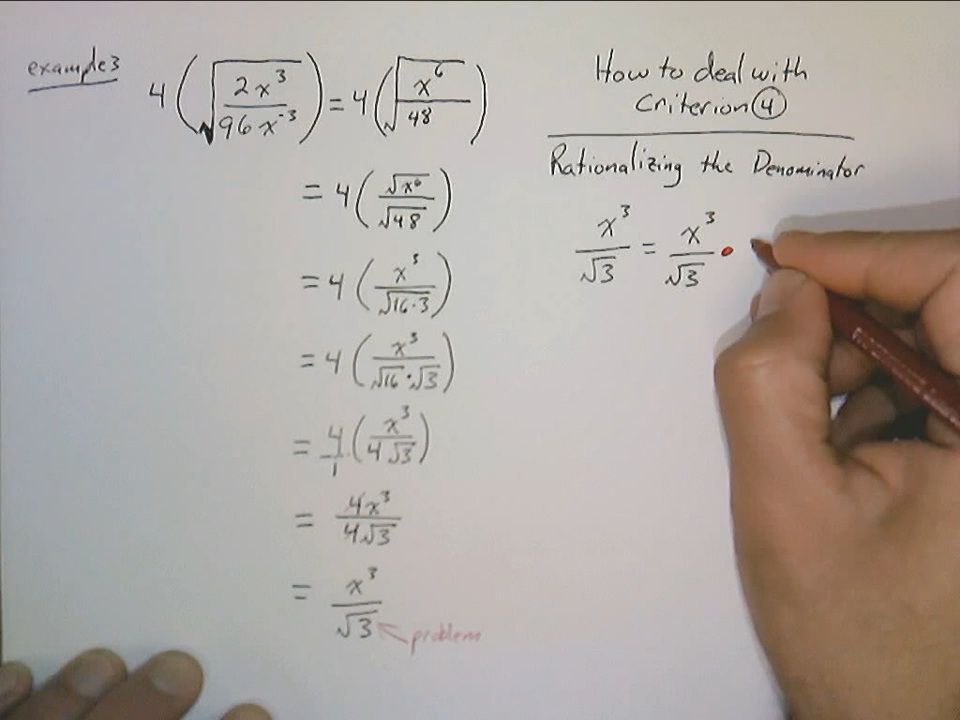 example 3
4(√(2x³/96x⁻³)) = 4(√(x⁶/48))
= 4(√x⁶/√48)
= 4(x³/√16·3)
= 4(x³/√16·√3)
= 4/1(x³/4√3)
= 4x³/4√3
= x³/√3 ← problem
How to deal with
Criterion ④
Rationalizing the Denominator
x³/√3 = x³/√3 •